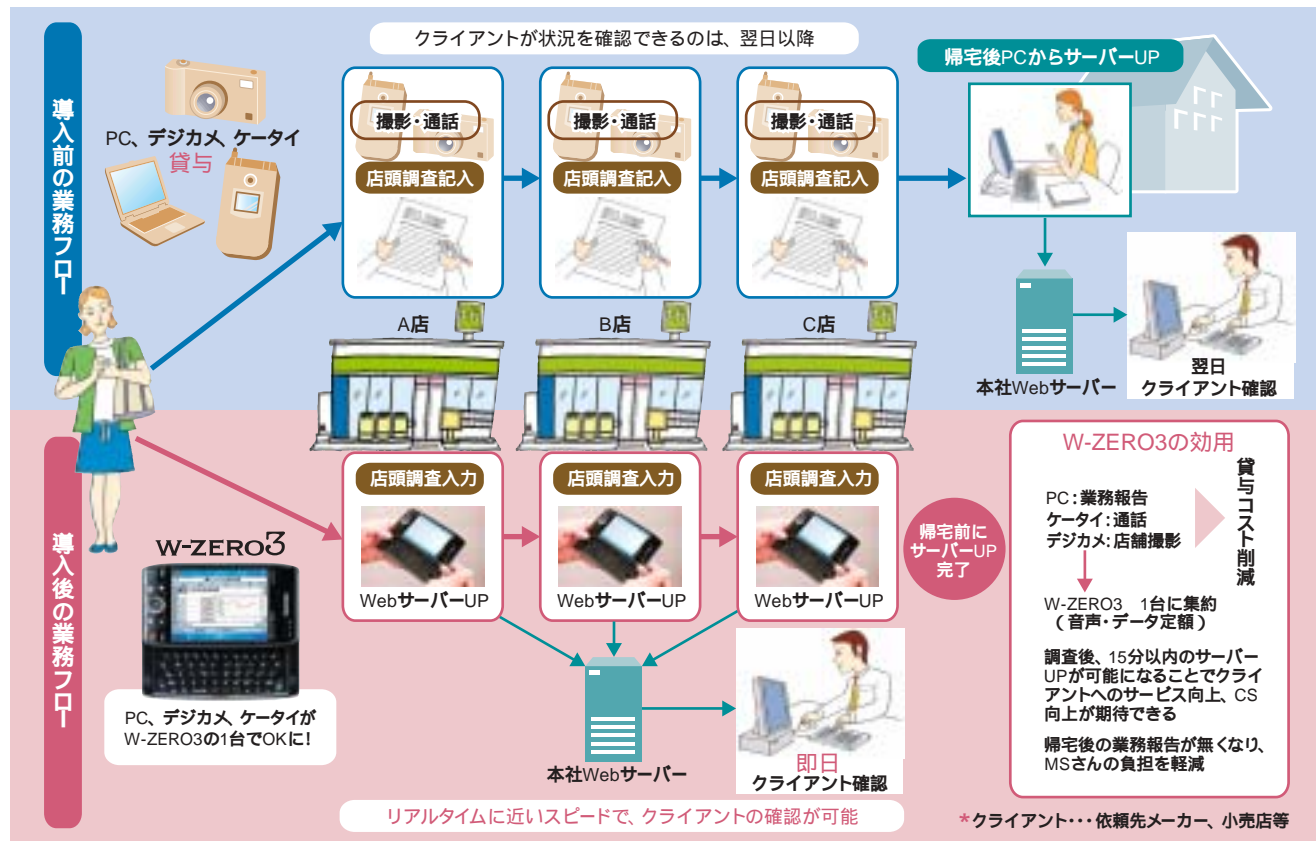 導入前の業務フロー
クライアントが状況を確認できるのは、翌日以降
PC、デジカメ、ケータイ
貸与
撮影・通話
店頭調査記入
撮影・通話
店頭調査記入
撮影・通話
店頭調査記入
帰宅後PCからサーバーUP
本社Webサーバー
翌日
クライアント確認
A店
B店
C店
導入後の業務フロー
W-ZERO3
PC、デジカメ、ケータイが
W-ZERO3の1台でOKに!
店頭調査入力
WebサーバーUP
店頭調査入力
WebサーバーUP
店頭調査入力
WebサーバーUP
帰宅前に
サーバーUP
完了
本社Webサーバー
即日
クライアント確認
リアルタイムに近いスピードで、クライアントの確認が可能
W-ZERO3の効用
PC:業務報告
ケータイ:通話
デジカメ:店舗撮影
貸与コスト削減
W-ZERO3 1台に集約
(音声・データ定額)
調査後、15分以内のサーバー
UPが可能になることでクライ
アントへのサービス向上、CS
向上が期待できる
帰宅後の業務報告が無くなり、
MSさんの負担を軽減
*クライアント・・・依頼先メーカー、小売店等